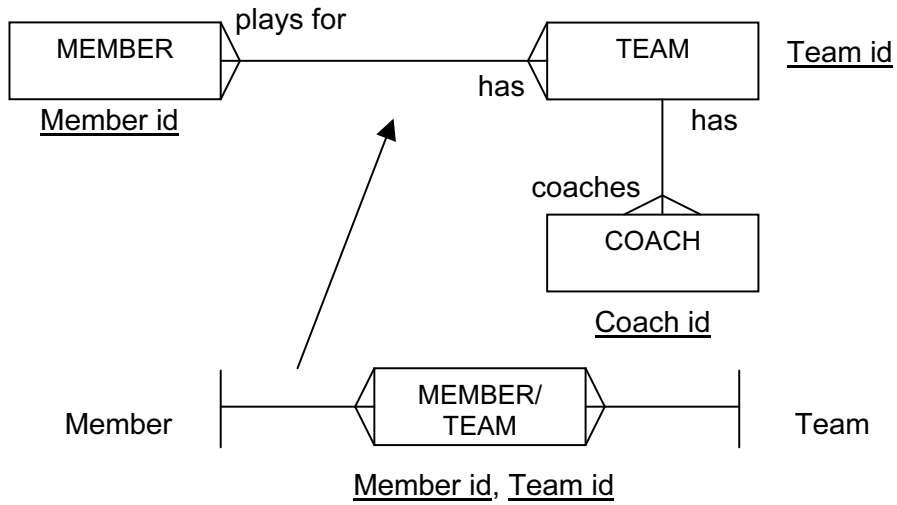 plays for
MEMBER
TEAM
Team id
has
Member id
has
coaches
COACH
Coach id
MEMBER/
TEAM
Member
Team
Member id, Team id